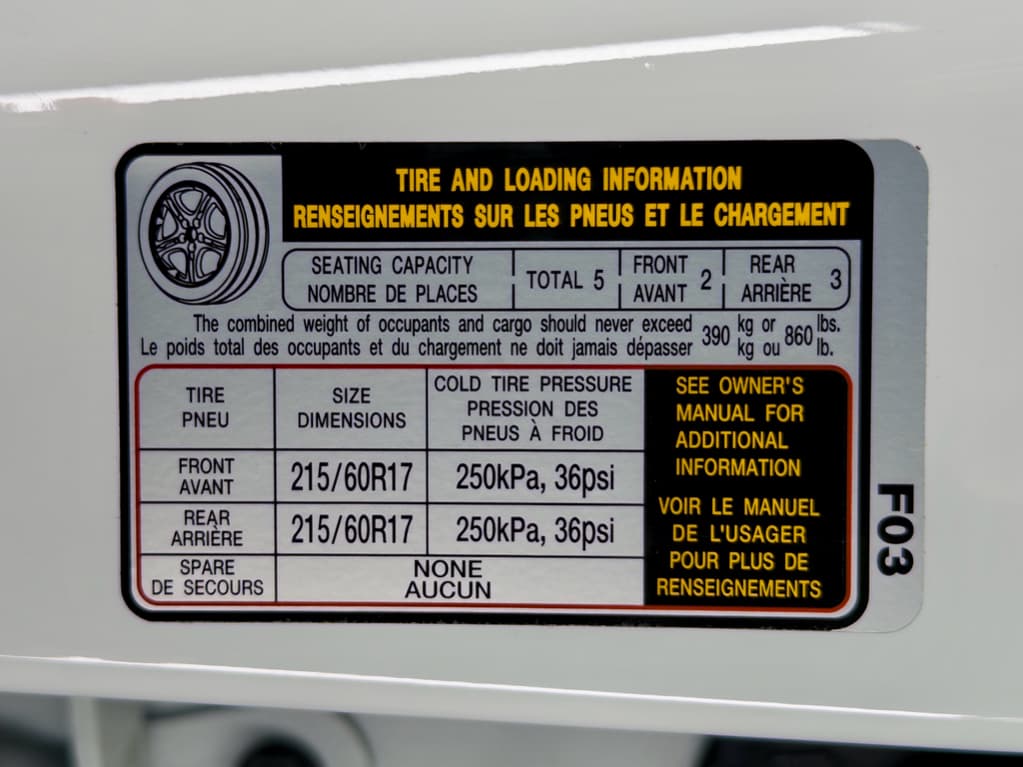 TIRE AND LOADING INFORMATION
RENSEIGNEMENTS SUR LES PNEUS ET LE CHARGEMENT
SEATING CAPACITY
NOMBRE DE PLACES
TOTAL 5
FRONT
AVANT
2
REAR
ARRIÈRE
3
The combined weight of occupants and cargo should never exceed 390 kg or 860 lbs.
Le poids total des occupants et du chargement ne doit jamais dépasser kg ou lb.
TIRE
PNEU
SIZE
DIMENSIONS
COLD TIRE PRESSURE
PRESSION DES
PNEUS À FROID
FRONT
AVANT
215/60R17
250kPa, 36psi
REAR
ARRIÈRE
215/60R17
250kPa, 36psi
SPARE
DE SECOURS
NONE
AUCUN
SEE OWNER'S
MANUAL FOR
ADDITIONAL
INFORMATION
VOIR LE MANUEL
DE L'USAGER
POUR PLUS DE
RENSEIGNEMENTS
F03